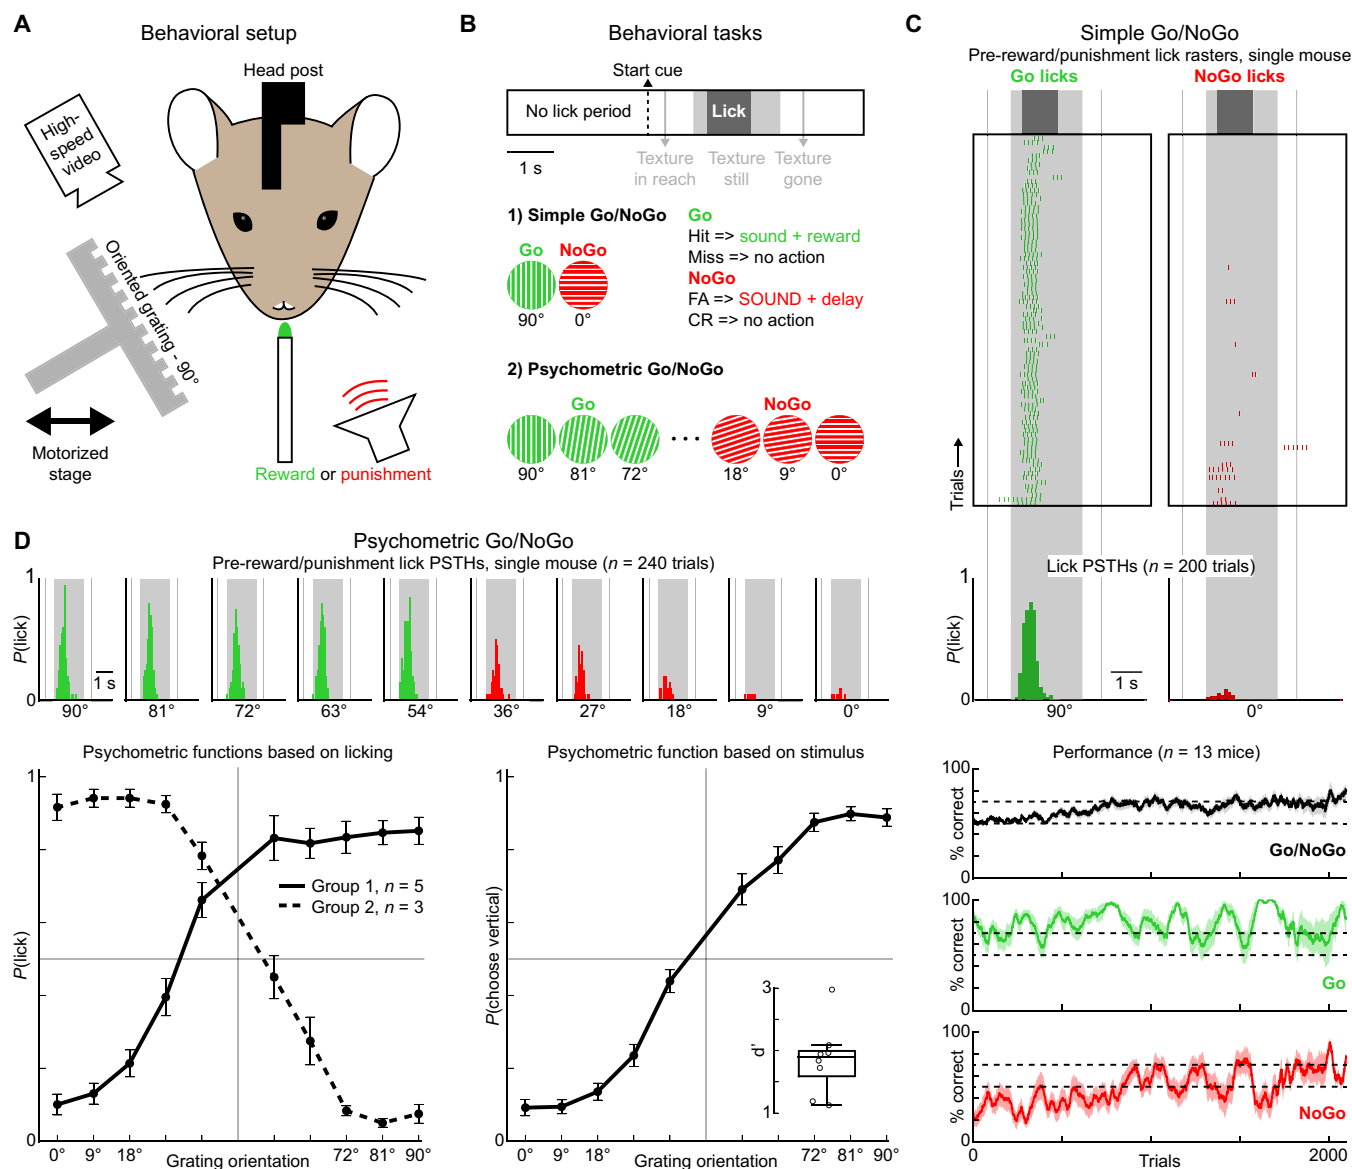 A
Behavioral setup
Head post
High-
speed
video
Oriented grating - 90°
Motorized
stage
Reward or punishment
B
Behavioral tasks
Start cue
No lick period
Lick
1 s
Texture
in reach
Texture
still
Texture
gone
1) Simple Go/NoGo
Go
NoGo
90°
0°
Go
Hit => sound + reward
Miss => no action
NoGo
FA => SOUND + delay
CR => no action
2) Psychometric Go/NoGo
Go
NoGo
90°
81°
72°
• • •
18°
9°
0°
C
Simple Go/NoGo
Pre-reward/punishment lick rasters, single mouse
Go licks
NoGo licks
Trials
Lick PSTHs (n = 200 trials)
1
P(lick)
0
1 s
90°
0°
Performance (n = 13 mice)
100
% correct
0
Go/NoGo
100
% correct
0
Go
100
% correct
0
NoGo
0
Trials
2000
D
Psychometric Go/NoGo
Pre-reward/punishment lick PSTHs, single mouse (n = 240 trials)
1
P(lick)
0
1 s
90°
81°
72°
63°
54°
36°
27°
18°
9°
0°
Psychometric functions based on licking
1
P(lick)
0
Group 1, n = 5
Group 2, n = 3
0°
9°
18°
Grating orientation
72°
81°
90°
Psychometric function based on stimulus
1
P(choose vertical)
0
3
d'
1
0°
9°
18°
Grating orientation
72°
81°
90°